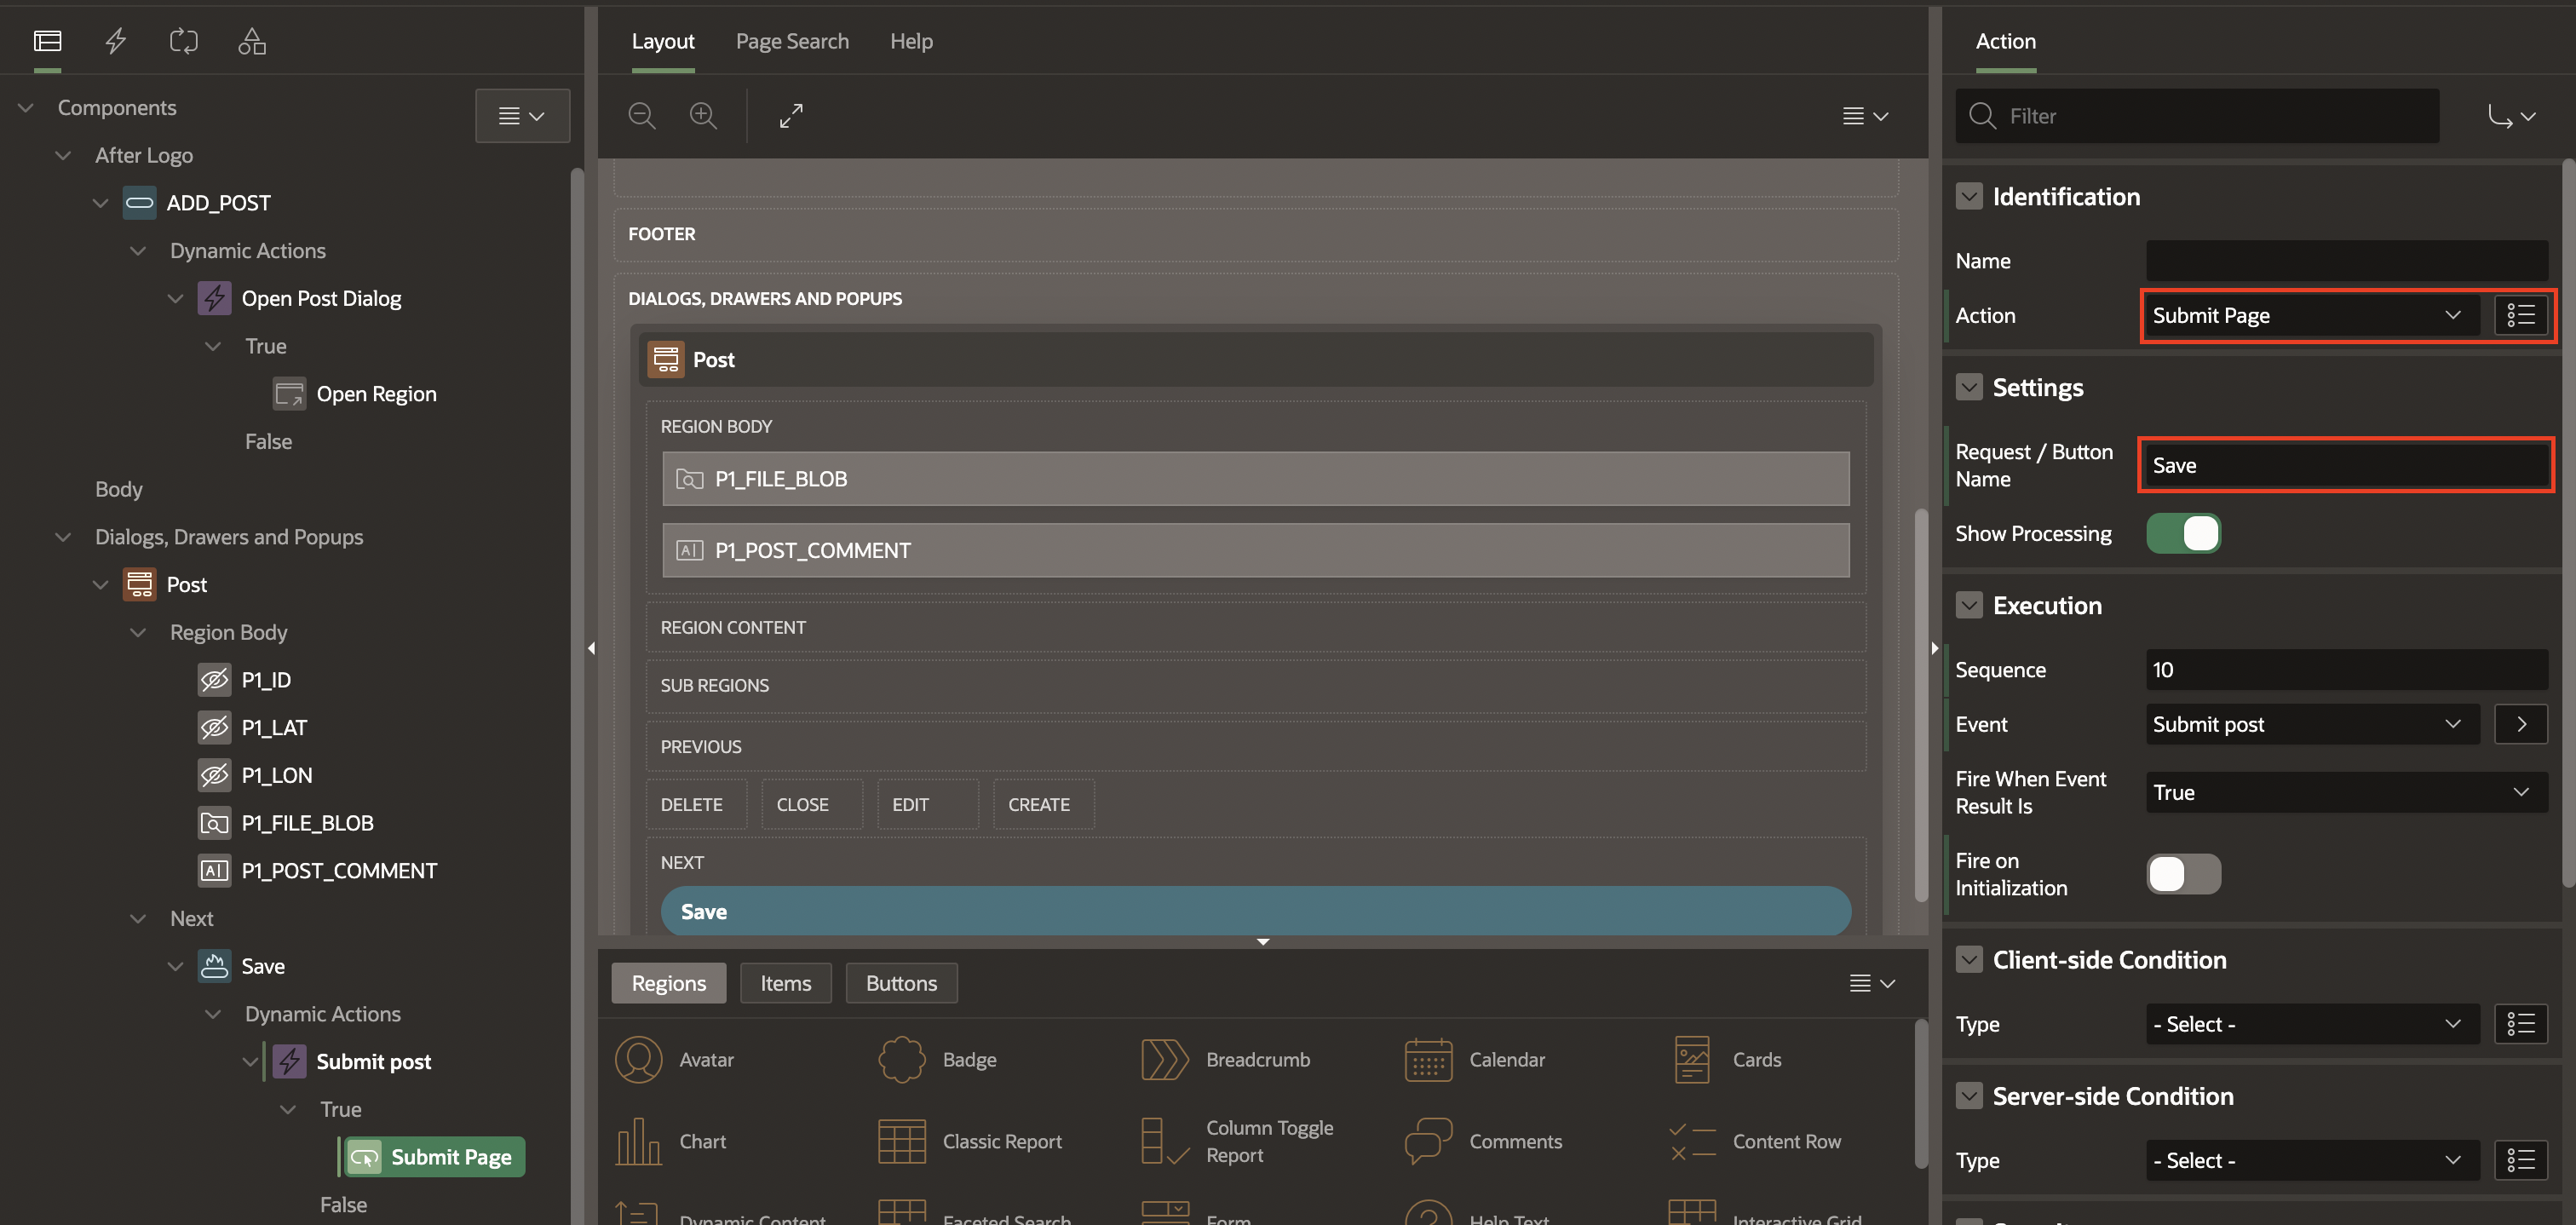 Components
After Logo
ADD_POST
Dynamic Actions
Open Post Dialog
True
Open Region
False
Body
Dialogs, Drawers and Popups
Post
Region Body
P1_ID
P1_LAT
P1_LON
P1_FILE_BLOB
P1_POST_COMMENT
Next
Save
Dynamic Actions
Submit post
True
Submit Page
False
Layout
Page Search
Help
FOOTER
DIALOGS, DRAWERS AND POPUPS
Post
REGION BODY
P1_FILE_BLOB
P1_POST_COMMENT
REGION CONTENT
SUB REGIONS
PREVIOUS
DELETE
CLOSE
EDIT
CREATE
NEXT
Save
Regions
Items
Buttons
Avatar
Badge
Breadcrumb
Calendar
Cards
Chart
Classic Report
Column Toggle
Report
Comments
Content Row
Dynamic Content
Faceted Search
Form
Help Text
Interactive Grid
Action
Filter
Identification
Name
Action
Submit Page
Settings
Request / Button
Name
Save
Show Processing
Execution
Sequence
10
Event
Submit post
Fire When Event
Result Is
True
Fire on
Initialization
Client-side Condition
Type
- Select -
Server-side Condition
Type
- Select -